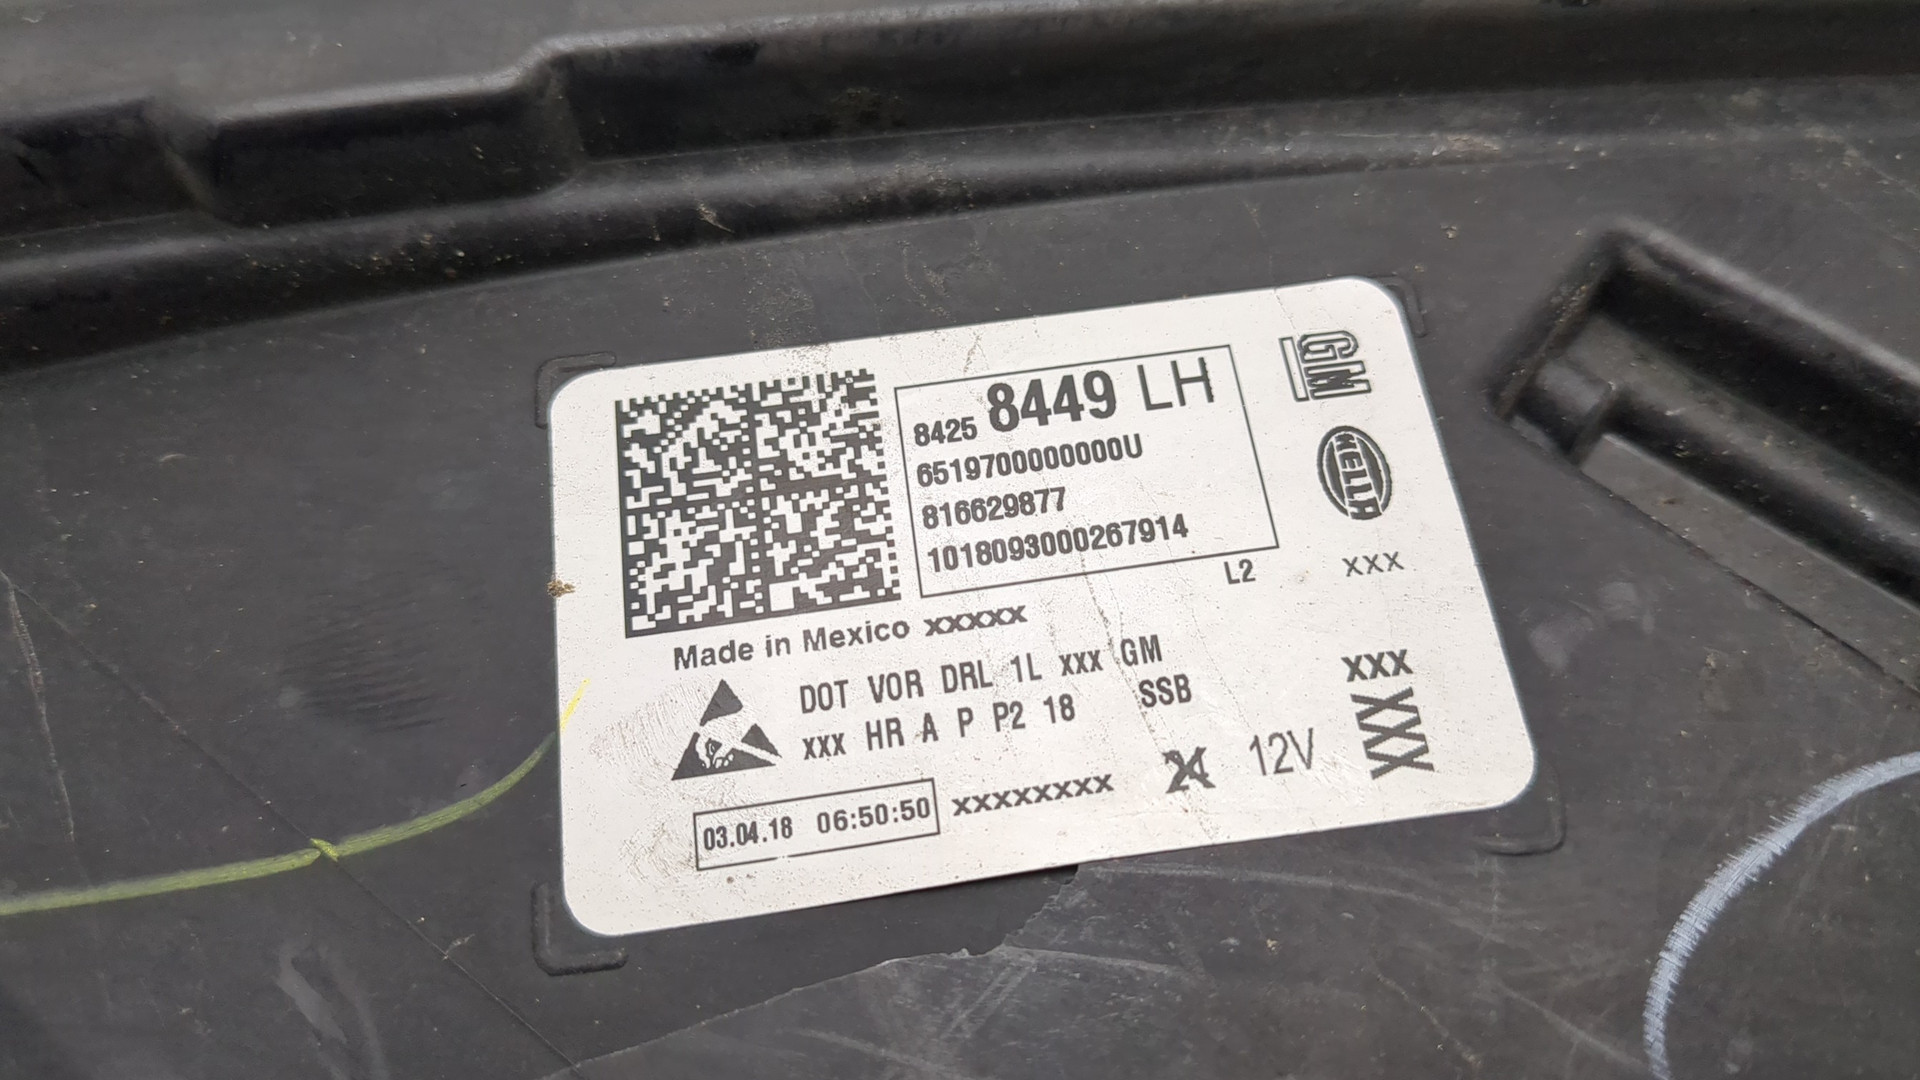 8425 8449 LH
6519700000000U
816629877
1018093000267914
L2
GM
HELLA
XXX
Made in Mexico XXXXX
DOT VOR DRL 1L XXX GM
XXX HR A P P2 18 SSB
XXX
XXX
03.04.18 06:50:50 XXXXXXXX 12V